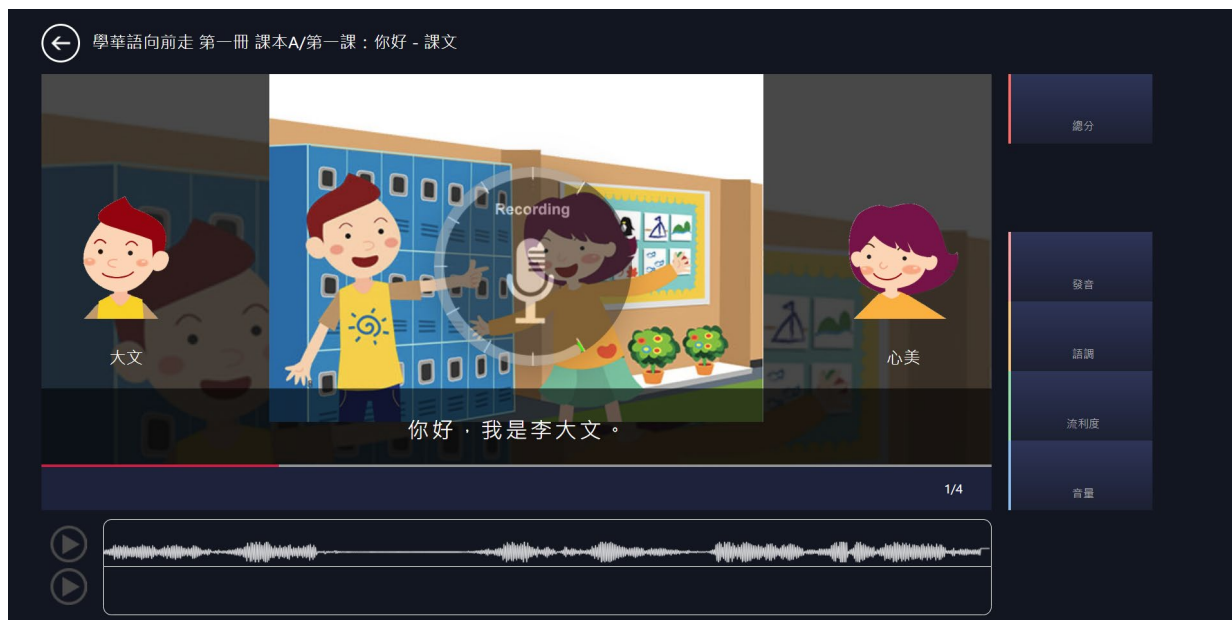 學華語向前走 第一冊 課本A/第一課：你好 - 課文
總分
Recording
發音
語調
大文
心美
流利度
你好，我是李大文。
1/4
音量